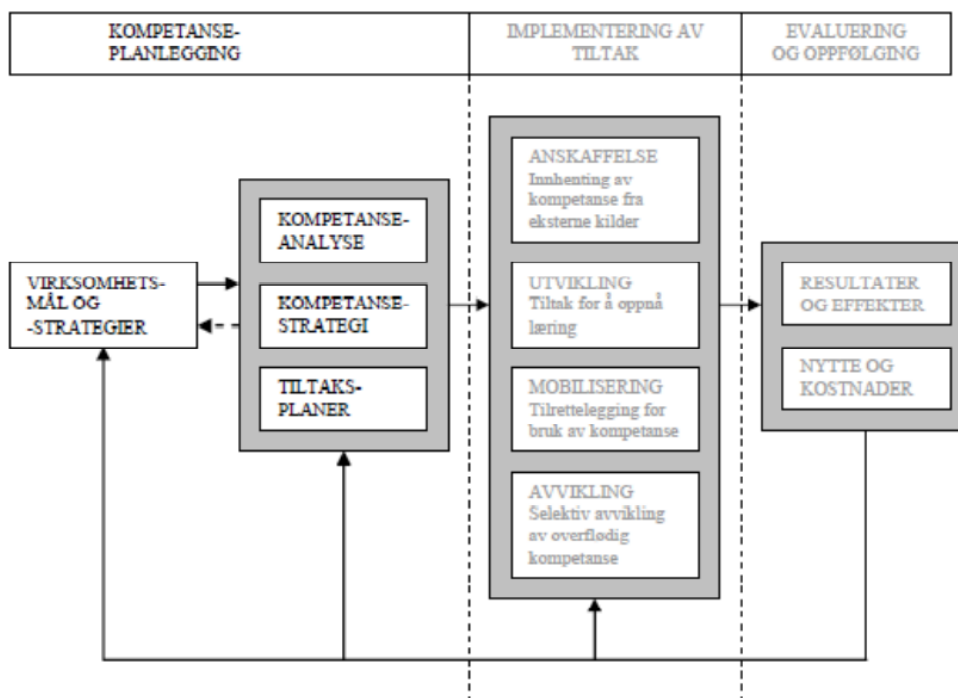 KOMPETANSE-
PLANLEGGING
IMPLEMENTERING AV
TILTAK
EVALUERING
OG OPPFØLGING
VIRKSOMHETS-
MÅL OG
-STRATEGIER
KOMPETANSE-
ANALYSE
KOMPETANSE-
STRATEGI
TILTAKS-
PLANER
ANSKAFFELSE
Innhenting av
kompetanse fra
eksterne kilder
UTVIKLING
Tiltak for å oppnå
læring
MOBILISERING
Tilrettelegging for
bruk av kompetanse
AVVIKLING
Selektiv avvikling
av overflødig
kompetanse
RESULTATER
OG EFFEKTER
NYTTE OG
KOSTNADER